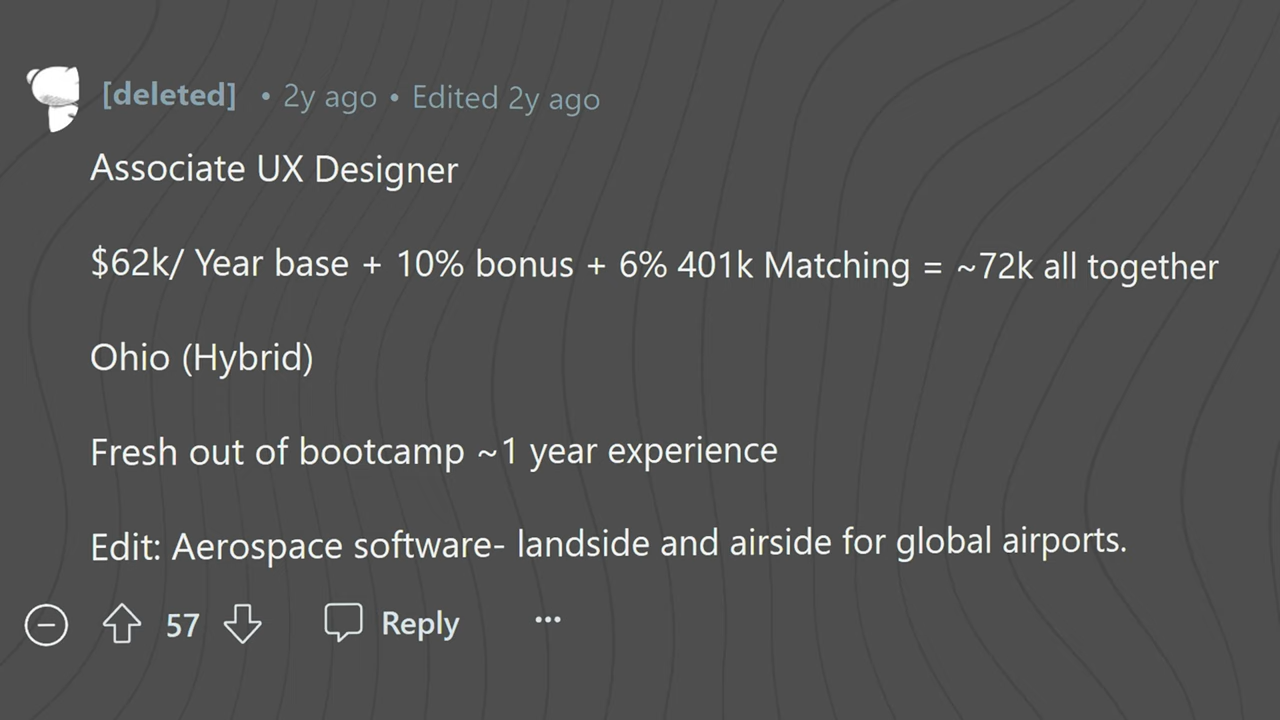 [deleted] • 2y ago • Edited 2y ago
Associate UX Designer
$62k/ Year base + 10% bonus + 6% 401k Matching = ~72k all together
Ohio (Hybrid)
Fresh out of bootcamp ~1 year experience
Edit: Aerospace software- landside and airside for global airports.
57 Reply ...